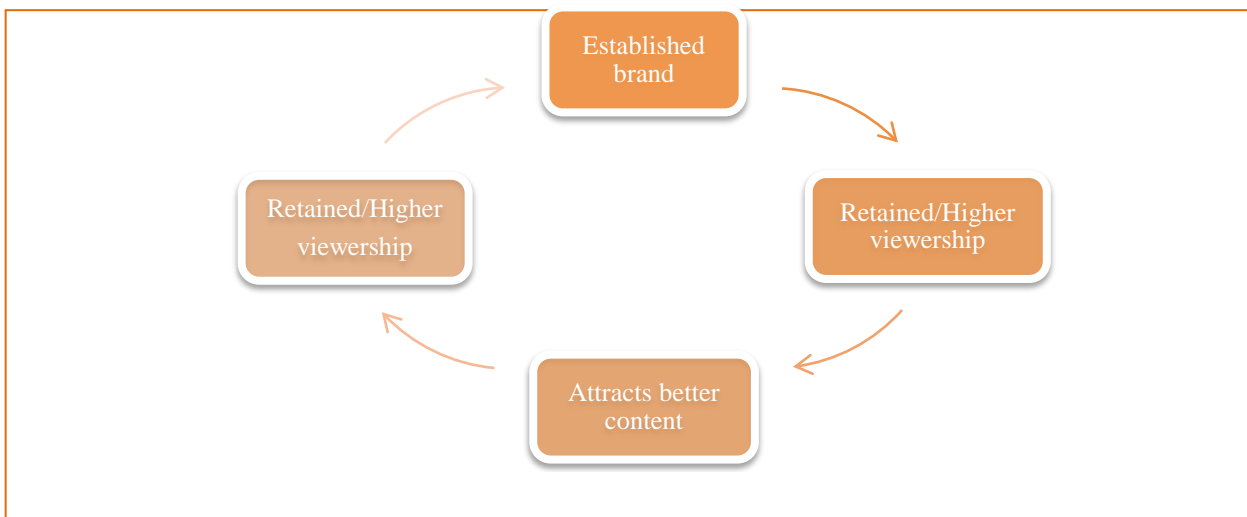 Established
brand
Retained/Higher
viewership
Retained/Higher
viewership
Attracts better
content